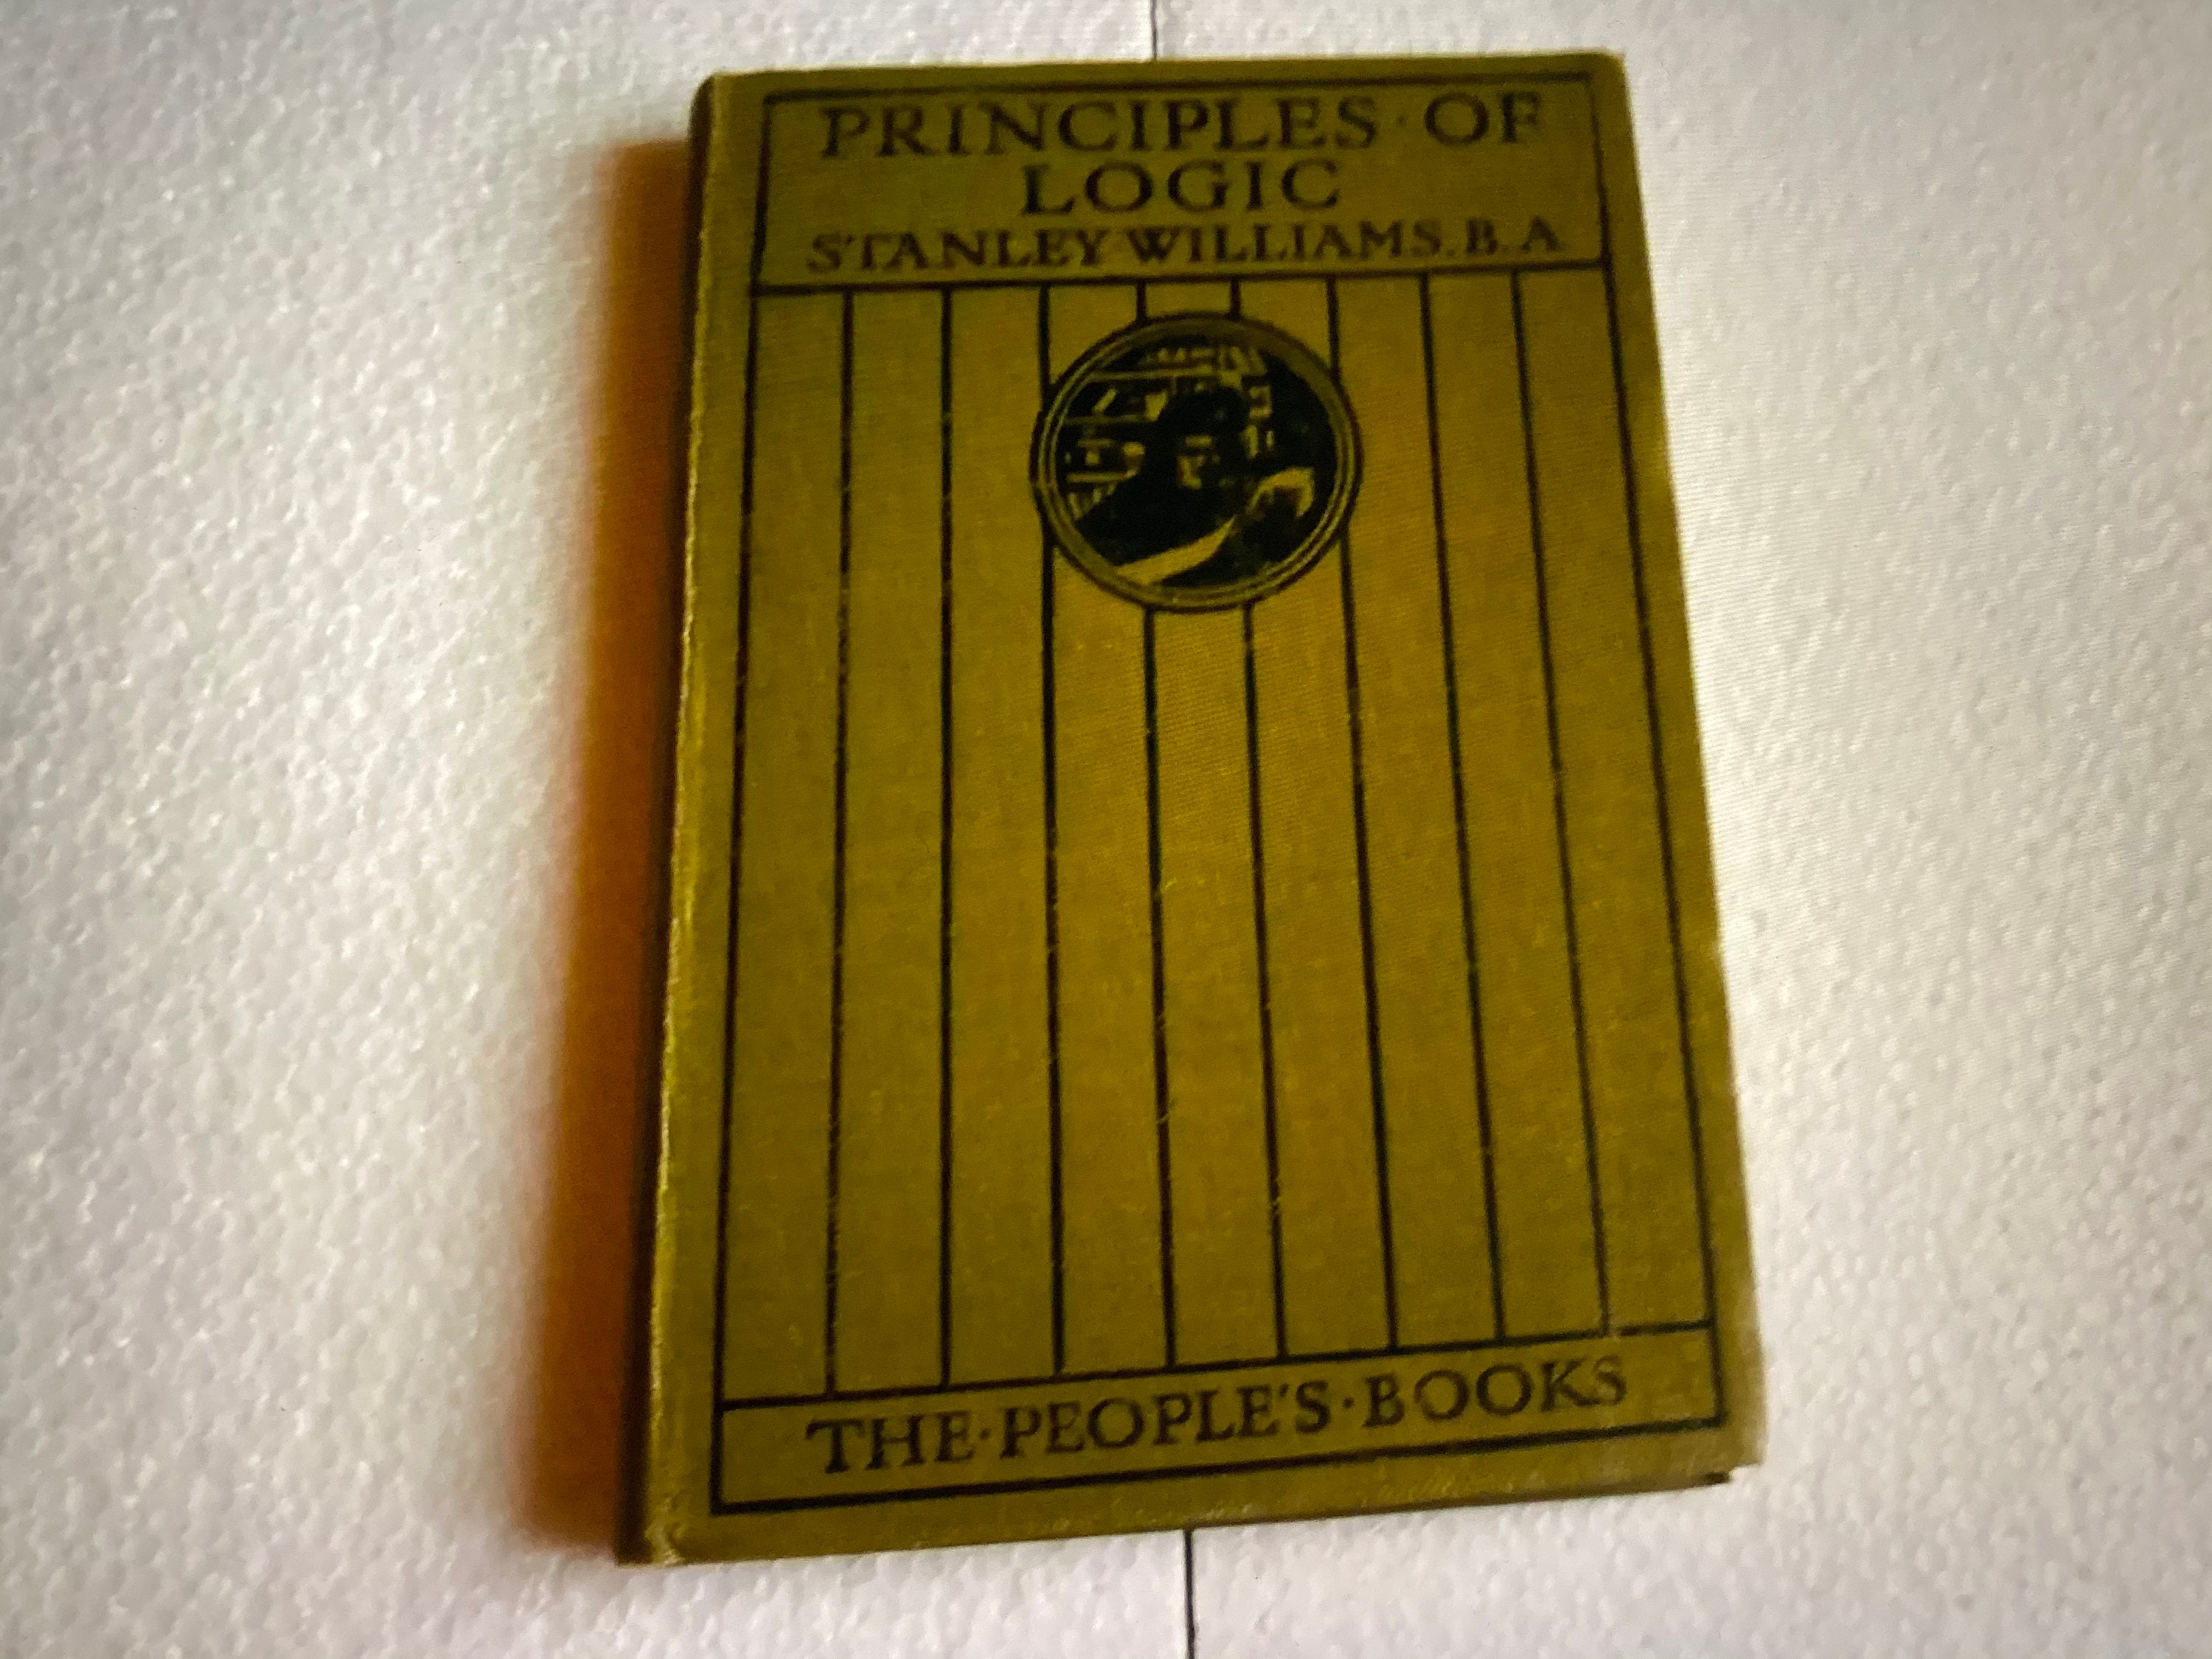 PRINCIPLES·OF
LOGIC
STANLEY WILLIAMS. B. A
THE·PEOPLE'S·BOOKS